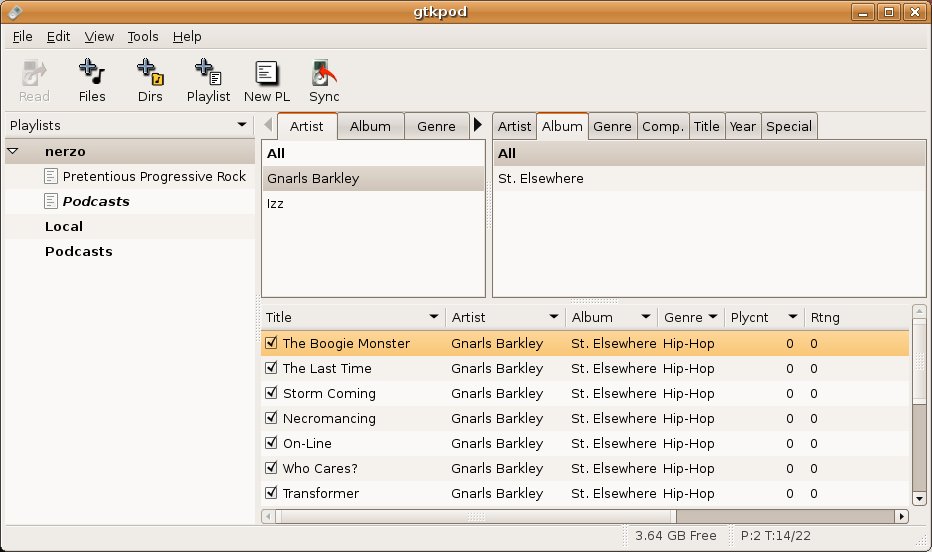 gtkpod
File Edit View Tools Help
Read Files Dirs Playlist New PL Sync
Playlists
nerzo
Pretentious Progressive Rock
Podcasts
Local
Podcasts
Artist Album Genre
All
Gnarls Barkley
Izz
Artist Album Genre Comp. Title Year Special
All
St. Elsewhere
Title Artist Album Genre Plycnt Rtng
The Boogie Monster Gnarls Barkley St. Elsewhere Hip-Hop 0 0
The Last Time Gnarls Barkley St. Elsewhere Hip-Hop 0 0
Storm Coming Gnarls Barkley St. Elsewhere Hip-Hop 0 0
Necromancing Gnarls Barkley St. Elsewhere Hip-Hop 0 0
On-Line Gnarls Barkley St. Elsewhere Hip-Hop 0 0
Who Cares? Gnarls Barkley St. Elsewhere Hip-Hop 0 0
Transformer Gnarls Barkley St. Elsewhere Hip-Hop 0 0
3.64 GB Free P:2 T:14/22